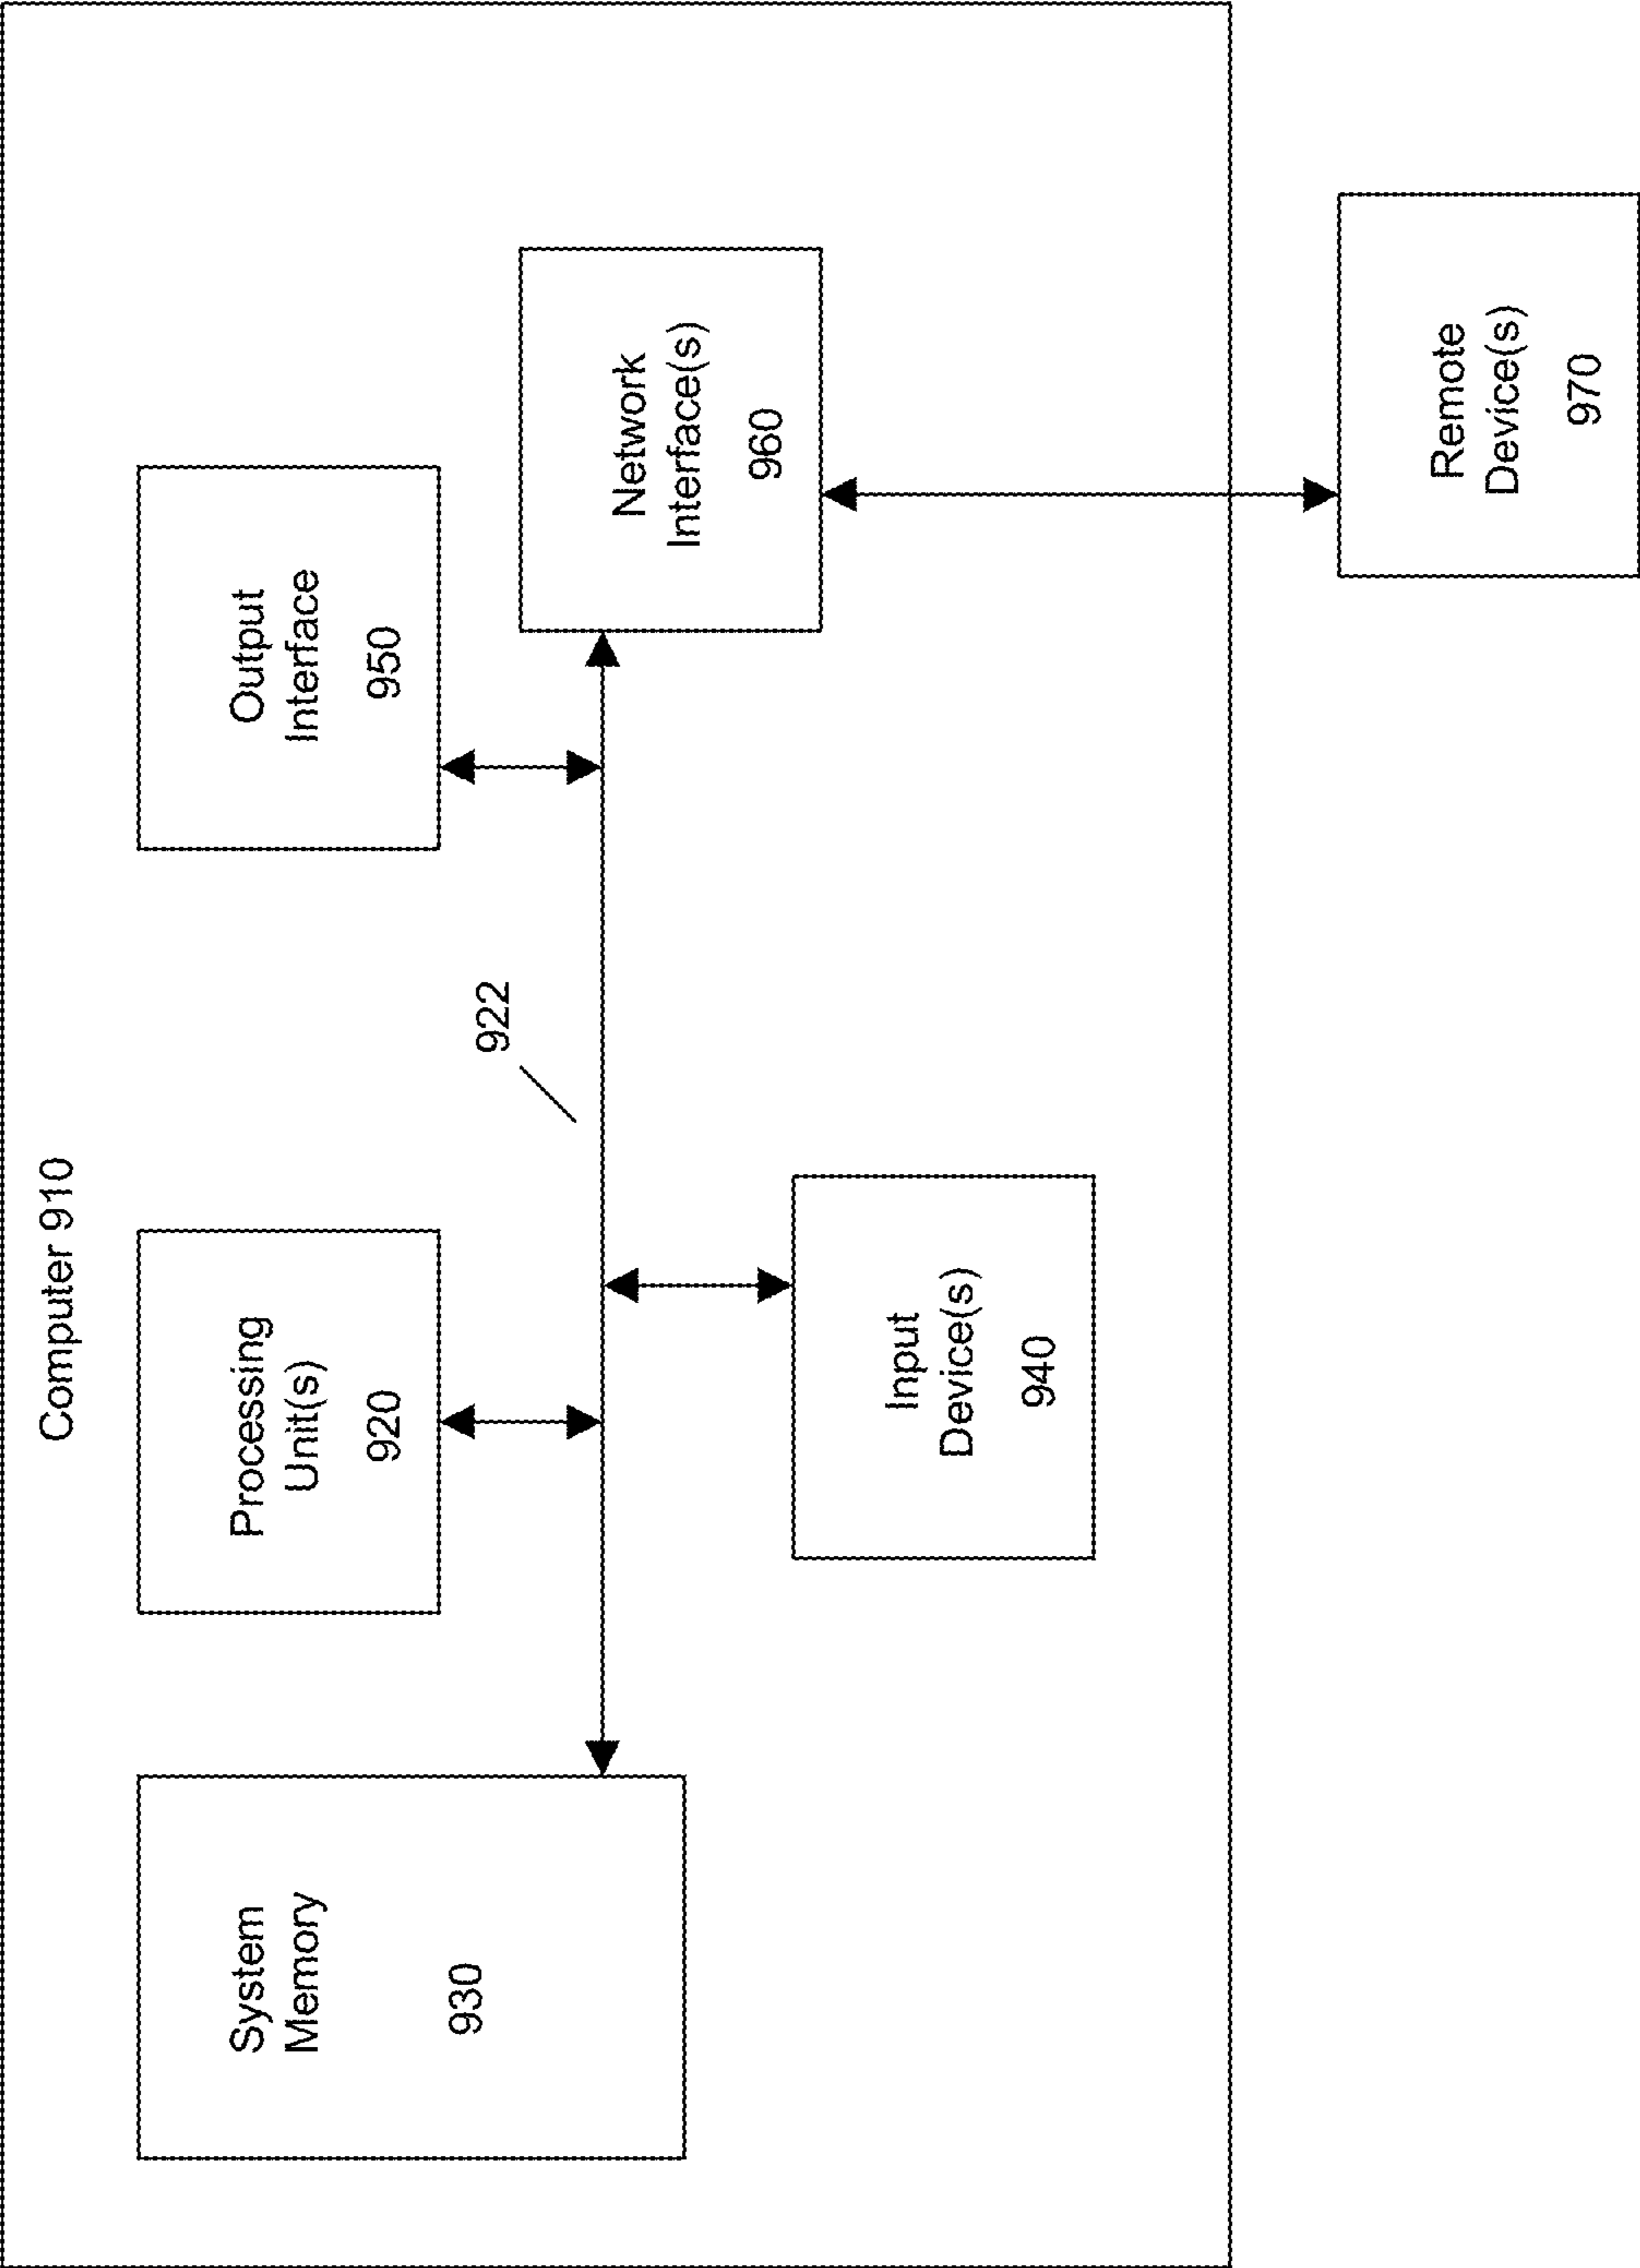 Computer 910
System
Memory
930
Processing
Unit(s)
920
922
Output
Interface
950
Input
Device(s)
940
Network
Interface(s)
960
Remote
Device(s)
970